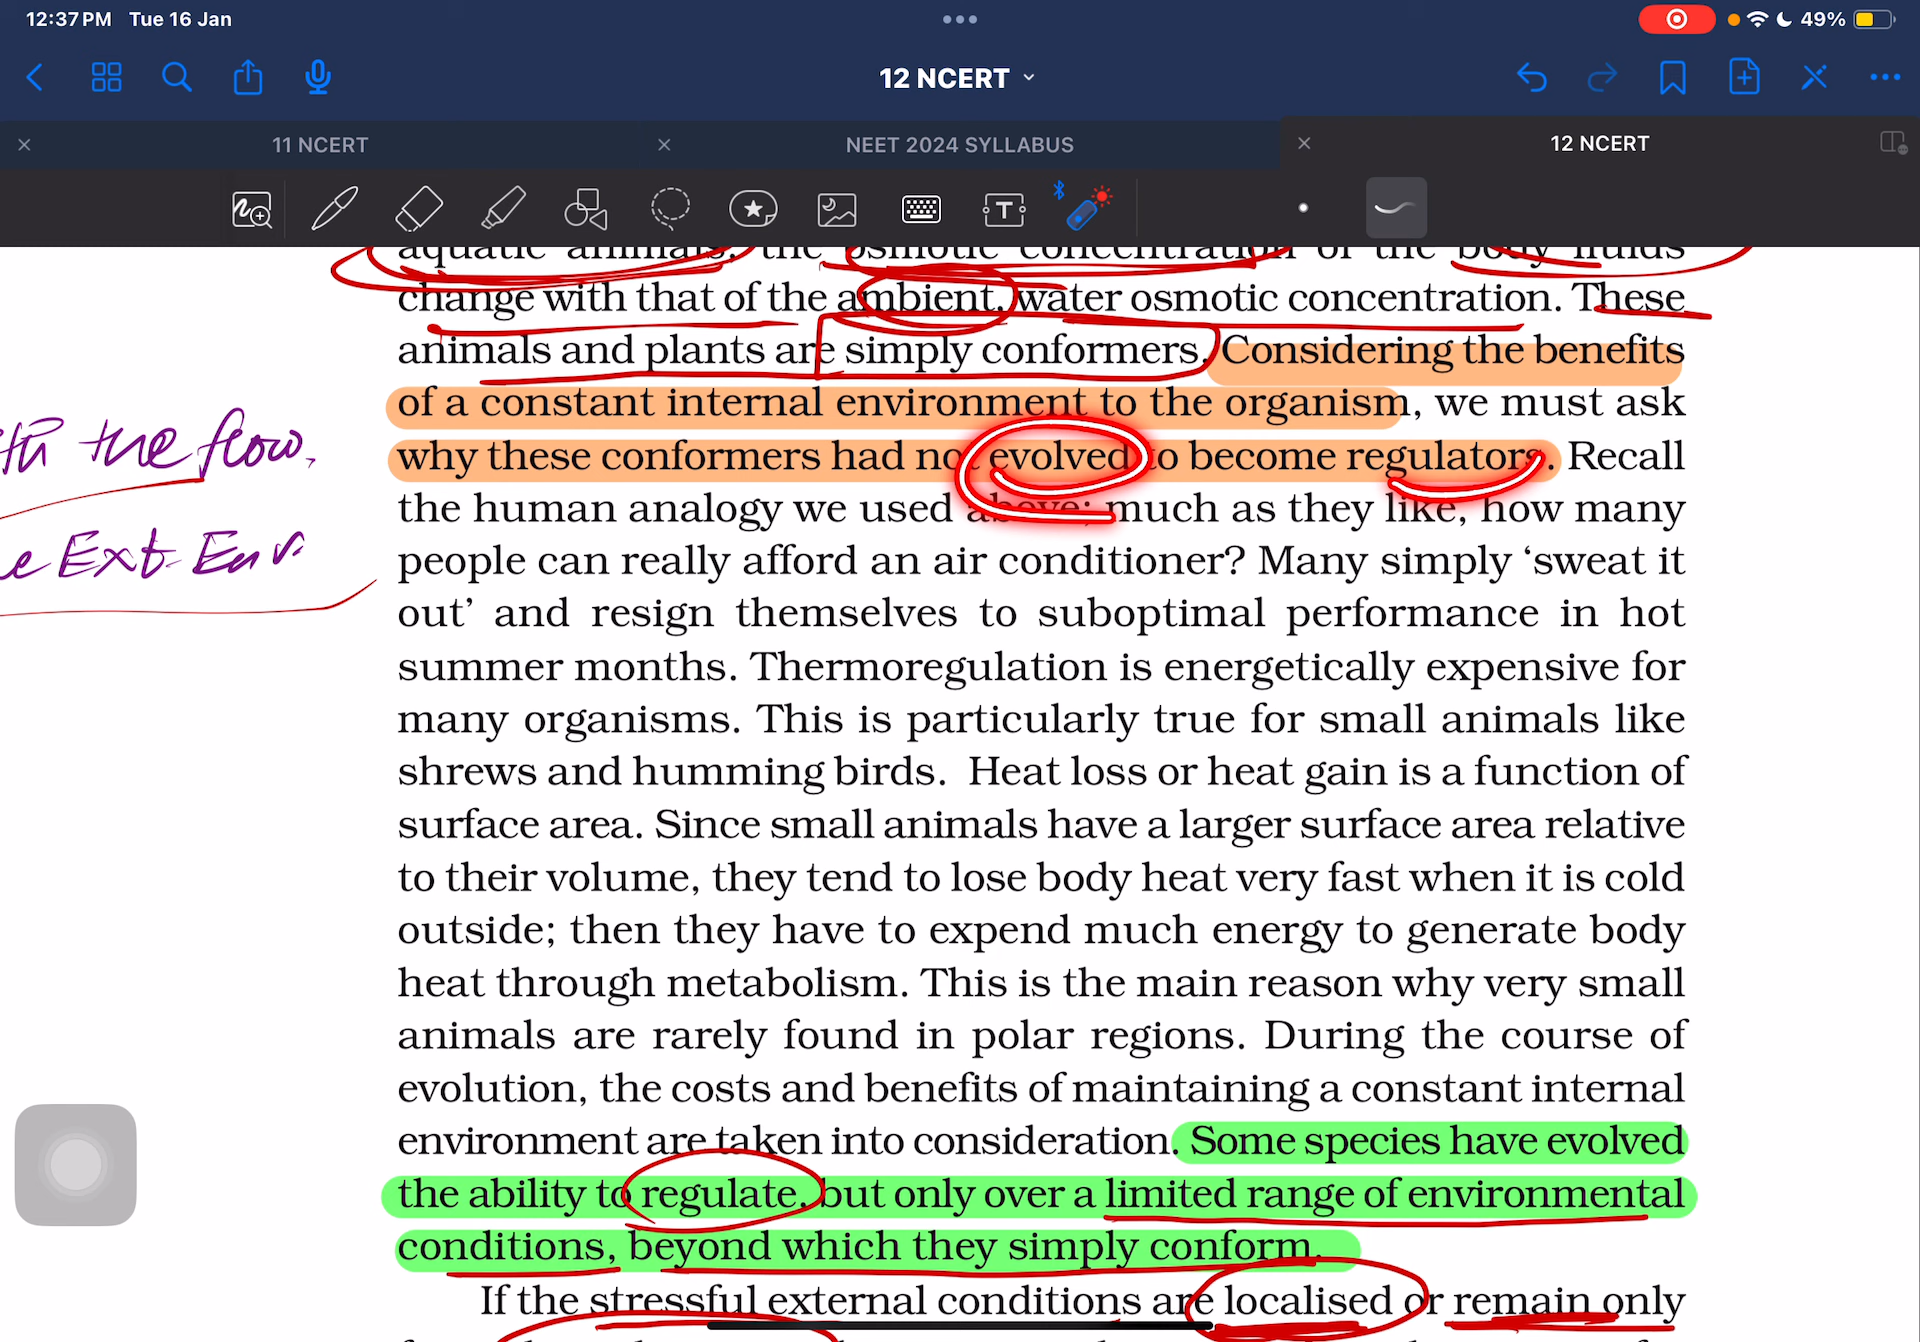 12:37 PM Tue 16 Jan
49%
12 NCERT
11 NCERT
NEET 2024 SYLLABUS
12 NCERT
T
aquatic animals, the osmotic concentration of the body fluids
change with that of the ambient, water osmotic concentration. These
animals and plants are simply conformers. Considering the benefits
of a constant internal environment to the organism, we must ask
why these conformers had not evolved to become regulators. Recall
the human analogy we used above; much as they like, how many
people can really afford an air conditioner? Many simply ‘sweat it
out’ and resign themselves to suboptimal performance in hot
summer months. Thermoregulation is energetically expensive for
many organisms. This is particularly true for small animals like
shrews and humming birds. Heat loss or heat gain is a function of
surface area. Since small animals have a larger surface area relative
to their volume, they tend to lose body heat very fast when it is cold
outside; then they have to expend much energy to generate body
heat through metabolism. This is the main reason why very small
animals are rarely found in polar regions. During the course of
evolution, the costs and benefits of maintaining a constant internal
environment are taken into consideration. Some species have evolved
the ability to regulate, but only over a limited range of environmental
conditions, beyond which they simply conform.
If the stressful external conditions are localised or remain only
the flow,
Ext. Env.